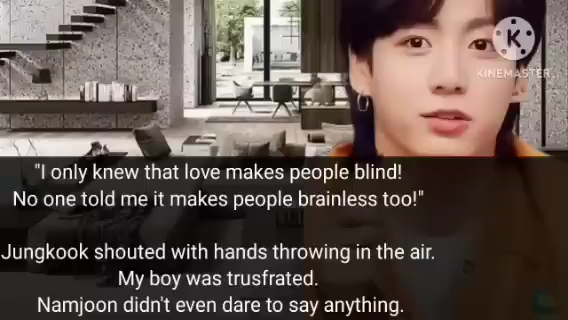 KINEMASTER
"I only knew that love makes people blind!
No one told me it makes people brainless too!"
Jungkook shouted with hands throwing in the air.
My boy was trusfrated.
Namjoon didn't even dare to say anything.